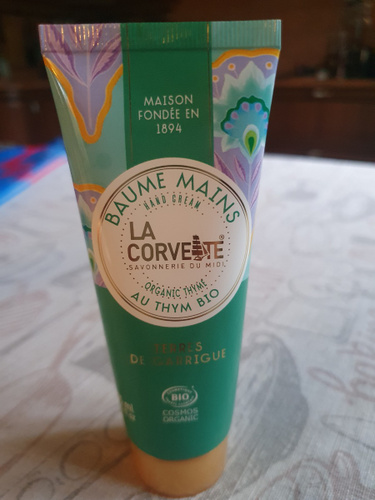 MAISON
FONDÉE EN
1894
BAUME MAINS
HAND CREAM
LA
CORVETTE®
SAVONNERIE DU MIDI
ORGANIC THYME
AU THYM BIO
TERRES
DE GARRIGUE
BIO
COSMOS
ORGANIC